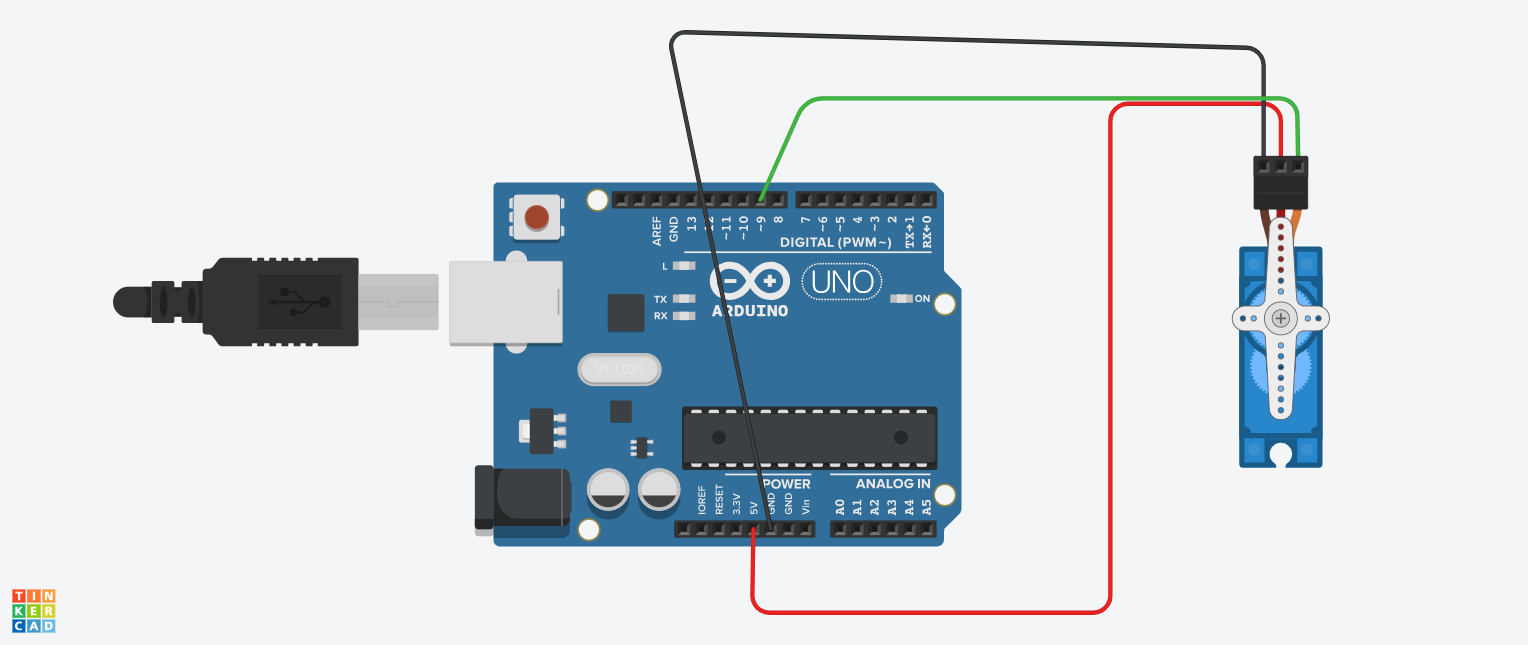 AREF
GND
13
12
~11
~10
~9
8
7
~6
~5
4
~3
2
TX→1
RX←0
DIGITAL (PWM~)
L
TX
RX
UNO
ON
ARDUINO
SPK16.000G
POWER
ANALOG IN
IOREF
RESET
3.3V
5V
GND
GND
Vin
A0
A1
A2
A3
A4
A5
TIN
KER
CAD